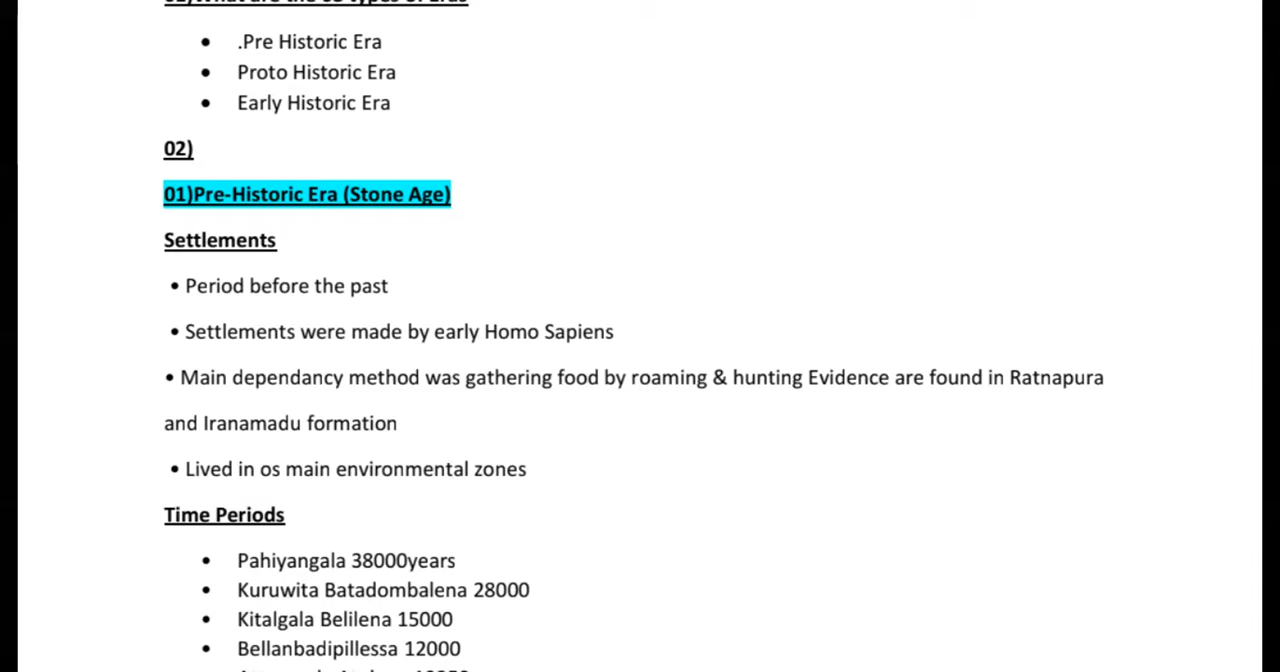 • .Pre Historic Era
• Proto Historic Era
• Early Historic Era
02)
01)Pre-Historic Era (Stone Age)
Settlements
• Period before the past
• Settlements were made by early Homo Sapiens
• Main dependancy method was gathering food by roaming & hunting Evidence are found in Ratnapura
and Iranamadu formation
• Lived in os main environmental zones
Time Periods
• Pahiyangala 38000years
• Kuruwita Batadombalena 28000
• Kitalgala Belilena 15000
• Bellanbadipillessa 12000